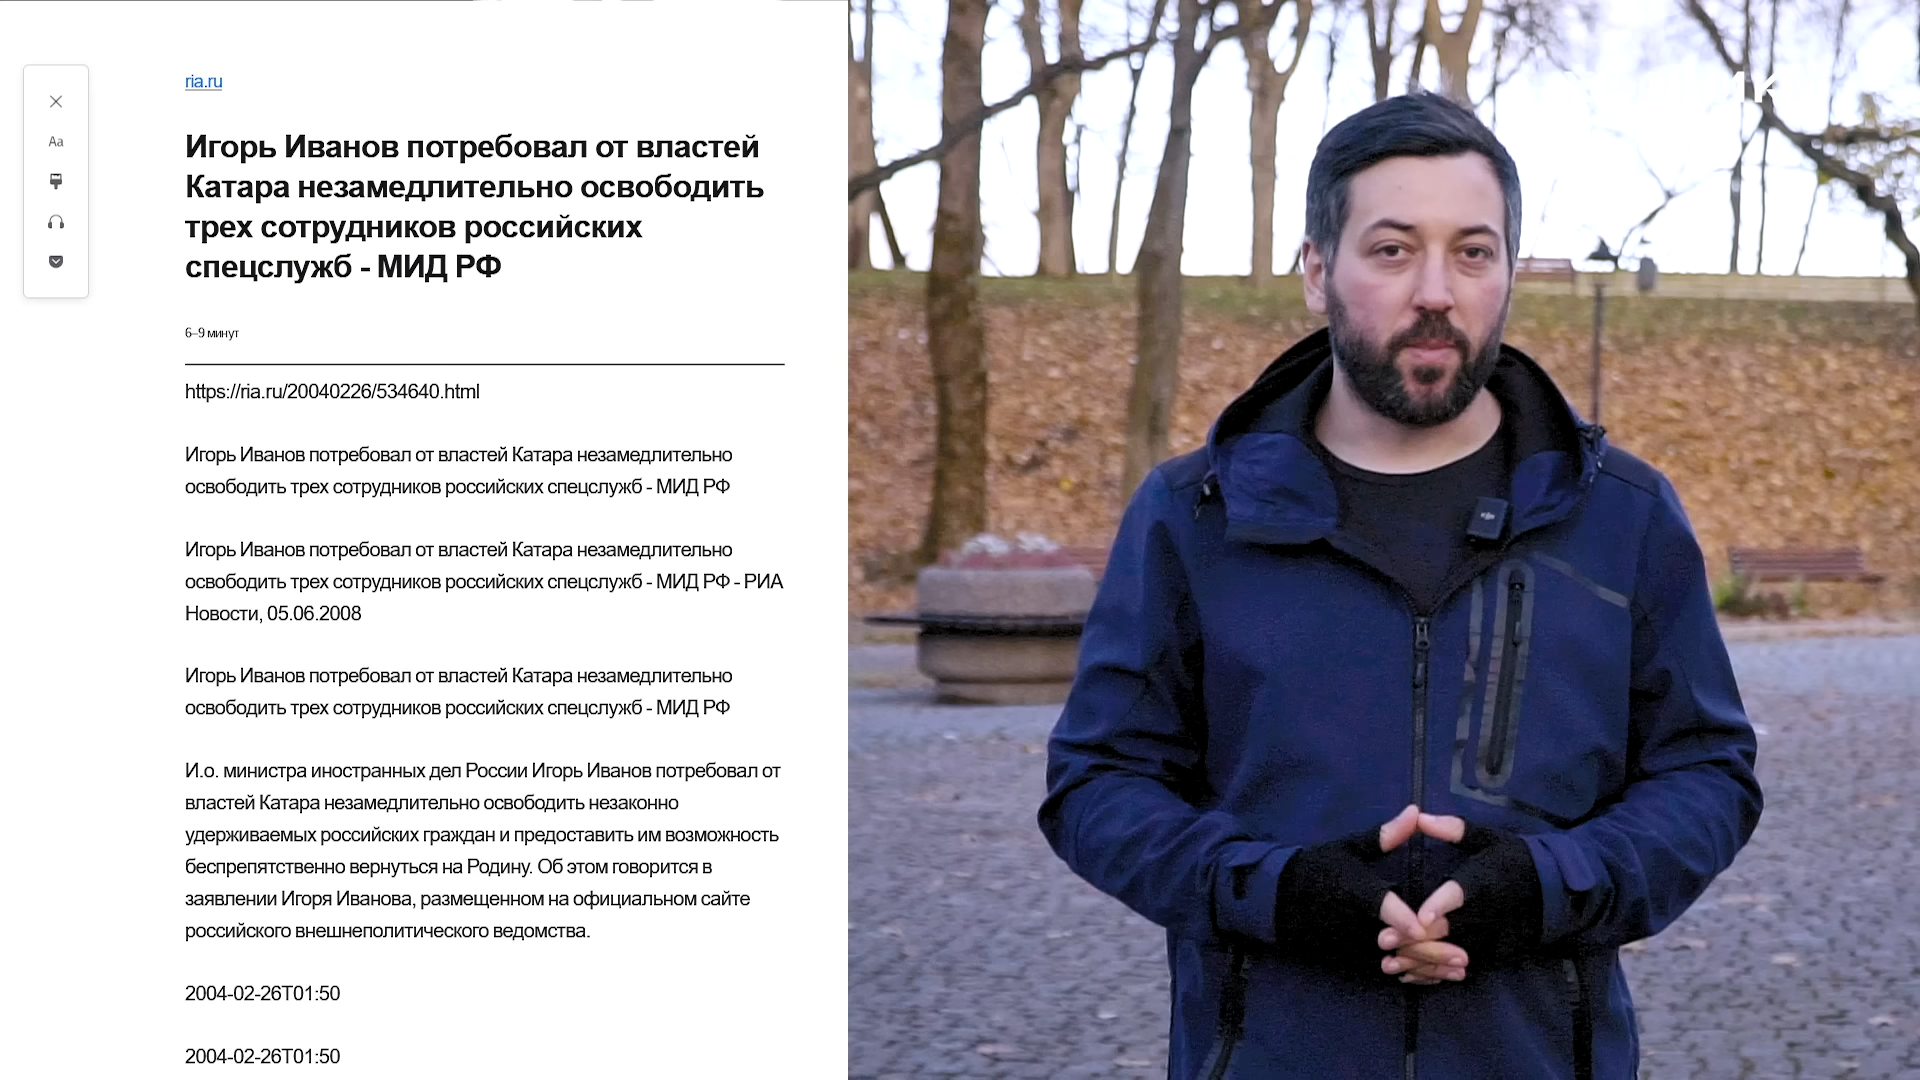 ria.ru
Игорь Иванов потребовал от властей
Катара незамедлительно освободить
трех сотрудников российских
спецслужб - МИД РФ
Aa
6–9 минут
https://ria.ru/20040226/534640.html
Игорь Иванов потребовал от властей Катара незамедлительно
освободить трех сотрудников российских спецслужб - МИД РФ
Игорь Иванов потребовал от властей Катара незамедлительно
освободить трех сотрудников российских спецслужб - МИД РФ - РИА
Новости, 05.06.2008
Игорь Иванов потребовал от властей Катара незамедлительно
освободить трех сотрудников российских спецслужб - МИД РФ
И.о. министра иностранных дел России Игорь Иванов потребовал от
властей Катара незамедлительно освободить незаконно
удерживаемых российских граждан и предоставить им возможность
беспрепятственно вернуться на Родину. Об этом говорится в
заявлении Игоря Иванова, размещенном на официальном сайте
российского внешнеполитического ведомства.
2004-02-26T01:50
2004-02-26T01:50